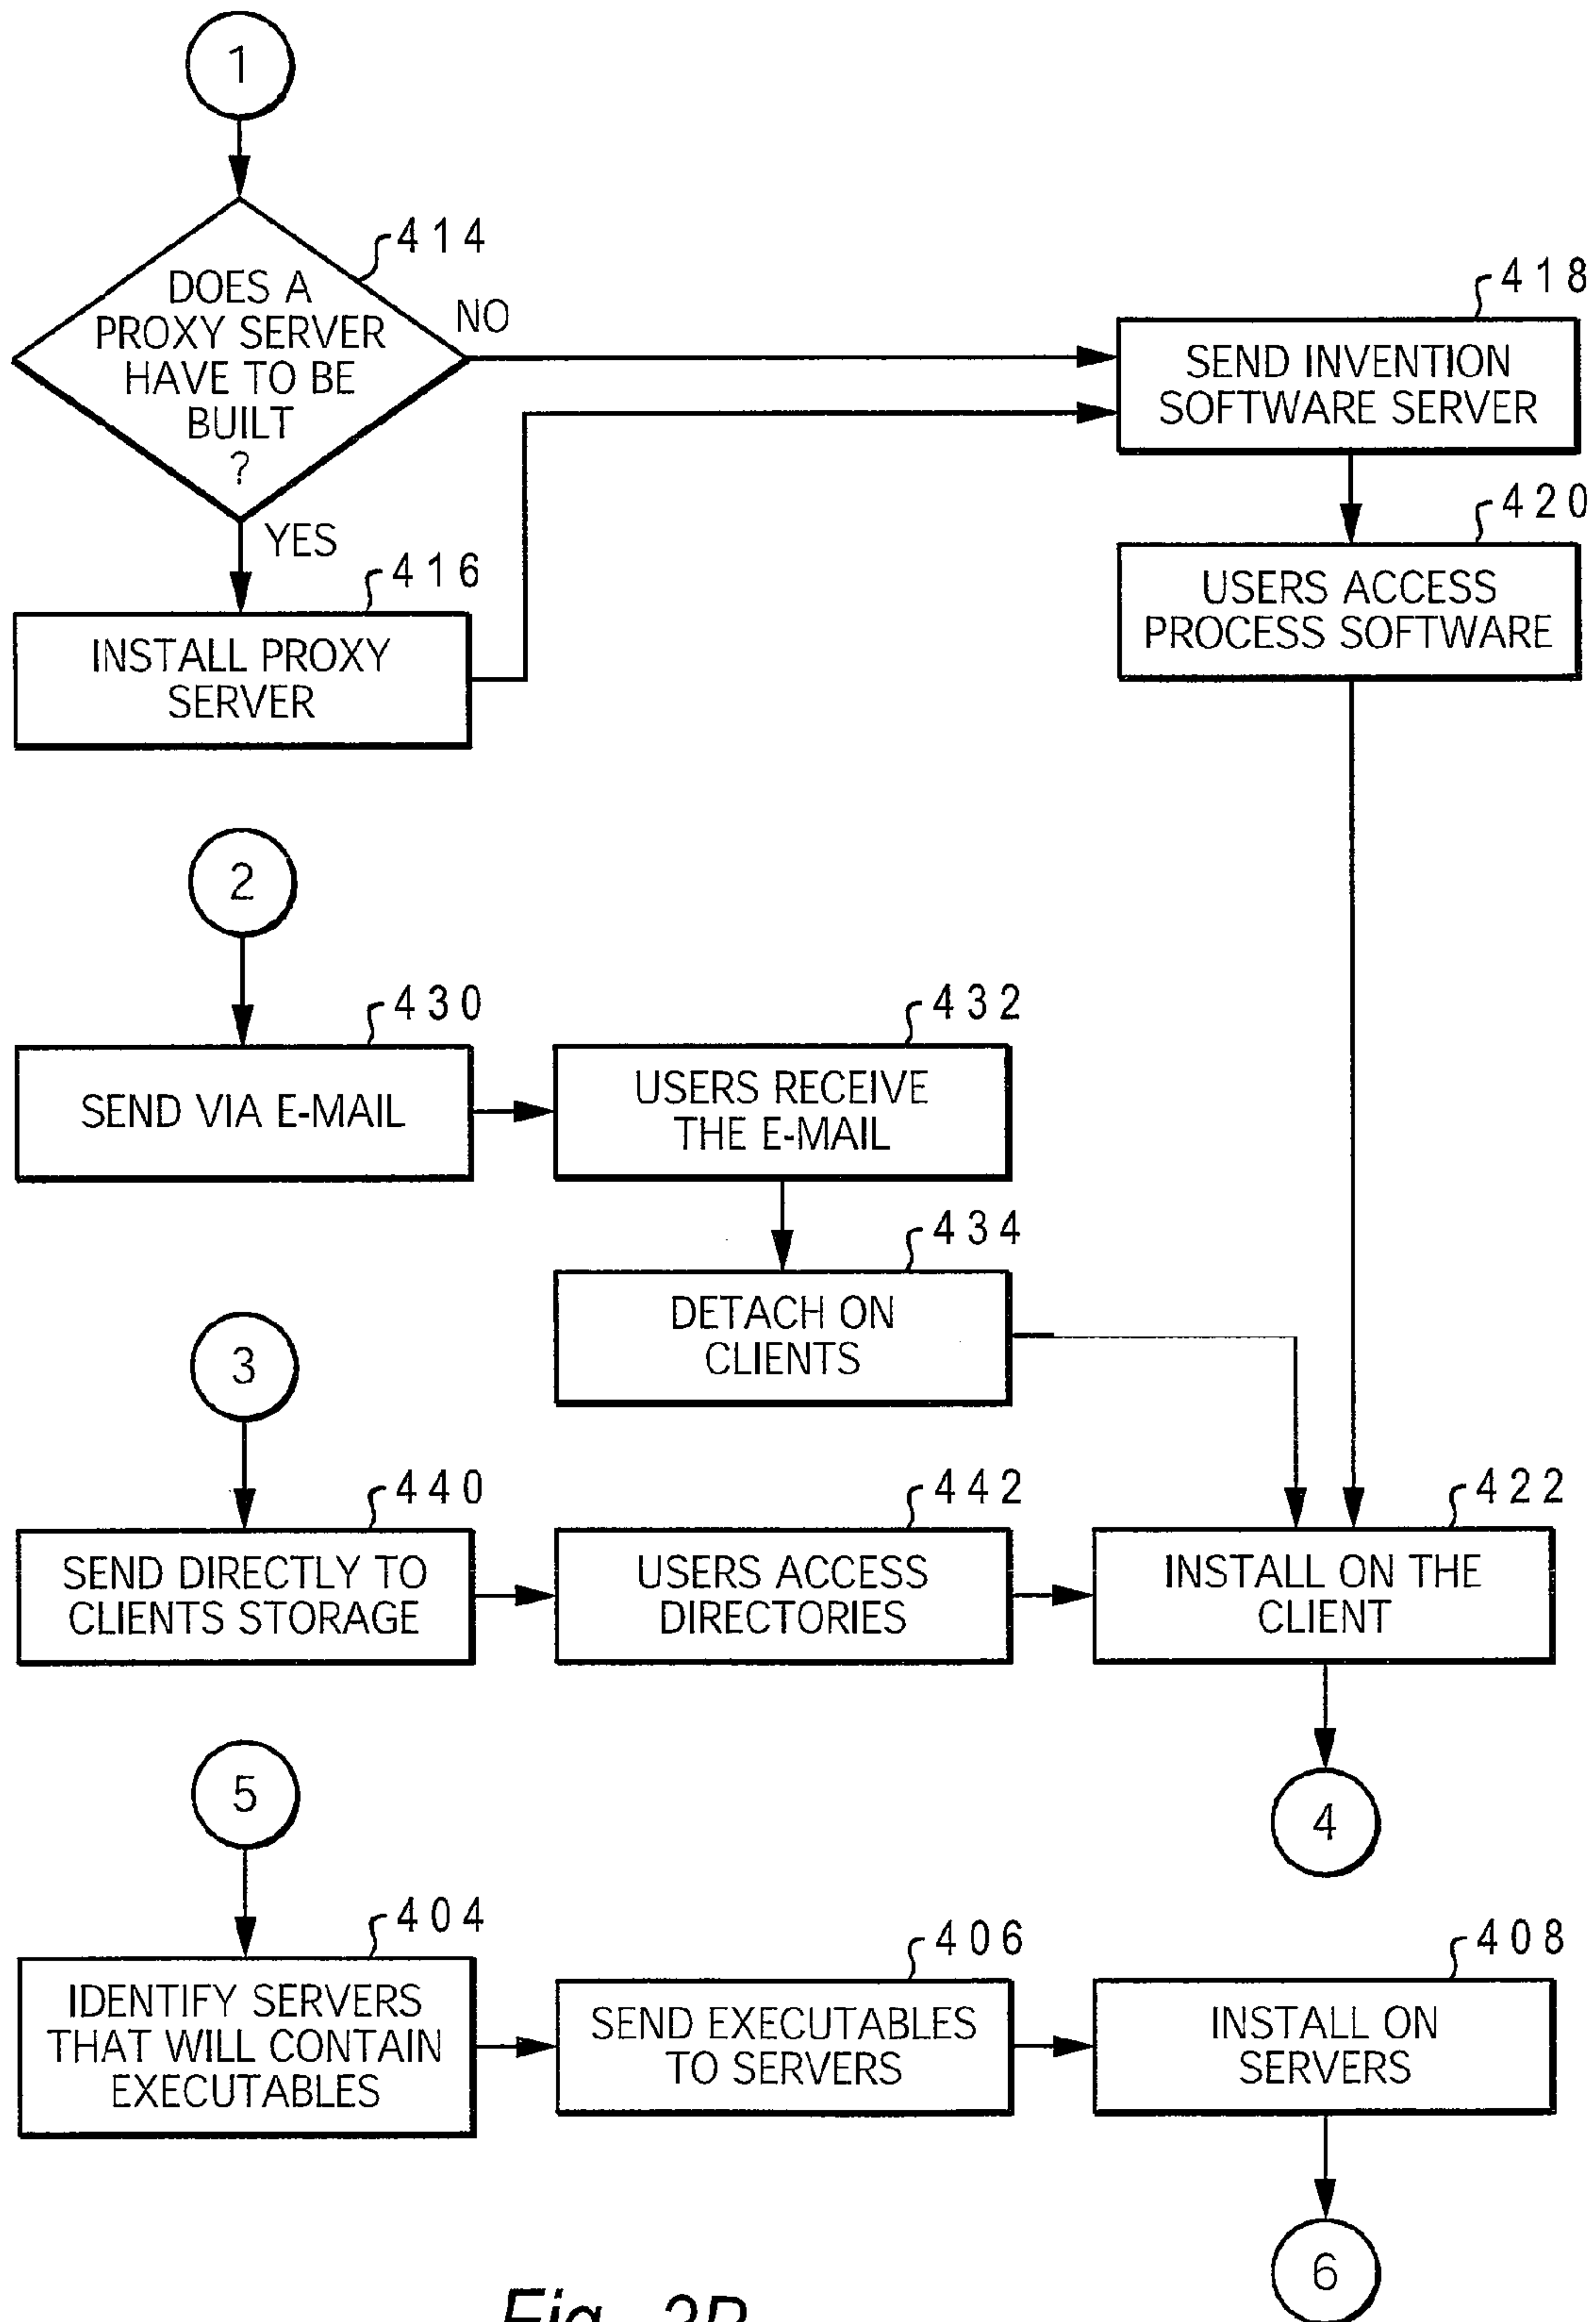 1
414
DOES A
PROXY SERVER
HAVE TO BE
BUILT
?
NO
YES
418
SEND INVENTION
SOFTWARE SERVER
420
USERS ACCESS
PROCESS SOFTWARE
416
INSTALL PROXY
SERVER
2
430
SEND VIA E-MAIL
432
USERS RECEIVE
THE E-MAIL
434
DETACH ON
CLIENTS
3
440
SEND DIRECTLY TO
CLIENTS STORAGE
442
USERS ACCESS
DIRECTORIES
422
INSTALL ON THE
CLIENT
4
5
404
IDENTIFY SERVERS
THAT WILL CONTAIN
EXECUTABLES
406
SEND EXECUTABLES
TO SERVERS
408
INSTALL ON
SERVERS
6